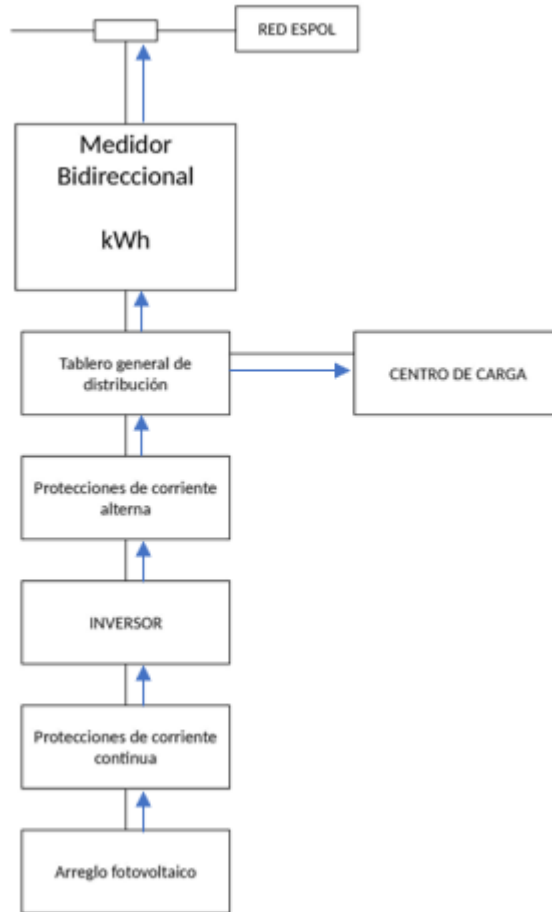 RED ESPOL
Medidor
Bidireccional
kWh
Tablero general de
distribución
CENTRO DE CARGA
Protecciones de corriente
alterna
INVERSOR
Protecciones de corriente
continua
Arreglo fotovoltaico